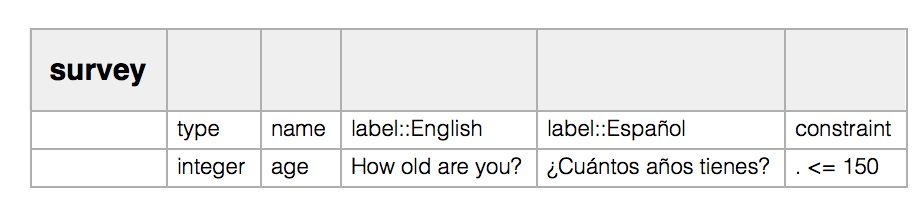 survey
type name label::English label::Español constraint
integer age How old are you? ¿Cuántos años tienes? . <= 150